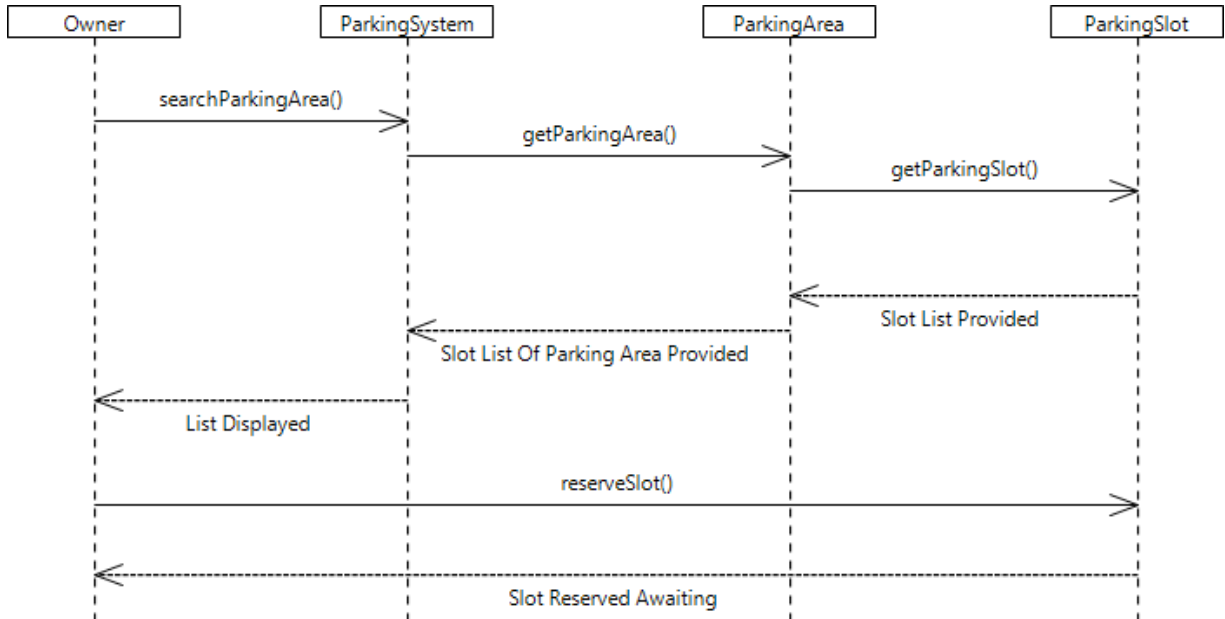 Owner
ParkingSystem
ParkingArea
ParkingSlot
searchParkingArea()
getParkingArea()
getParkingSlot()
Slot List Provided
Slot List Of Parking Area Provided
List Displayed
reserveSlot()
Slot Reserved Awaiting